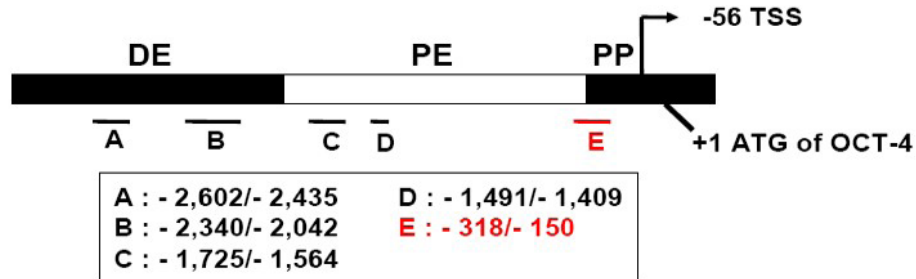 -56 TSS
DE PE PP
A B C D E
+1 ATG of OCT-4
A : - 2,602/- 2,435 D : - 1,491/- 1,409
B : - 2,340/- 2,042 E : - 318/- 150
C : - 1,725/- 1,564